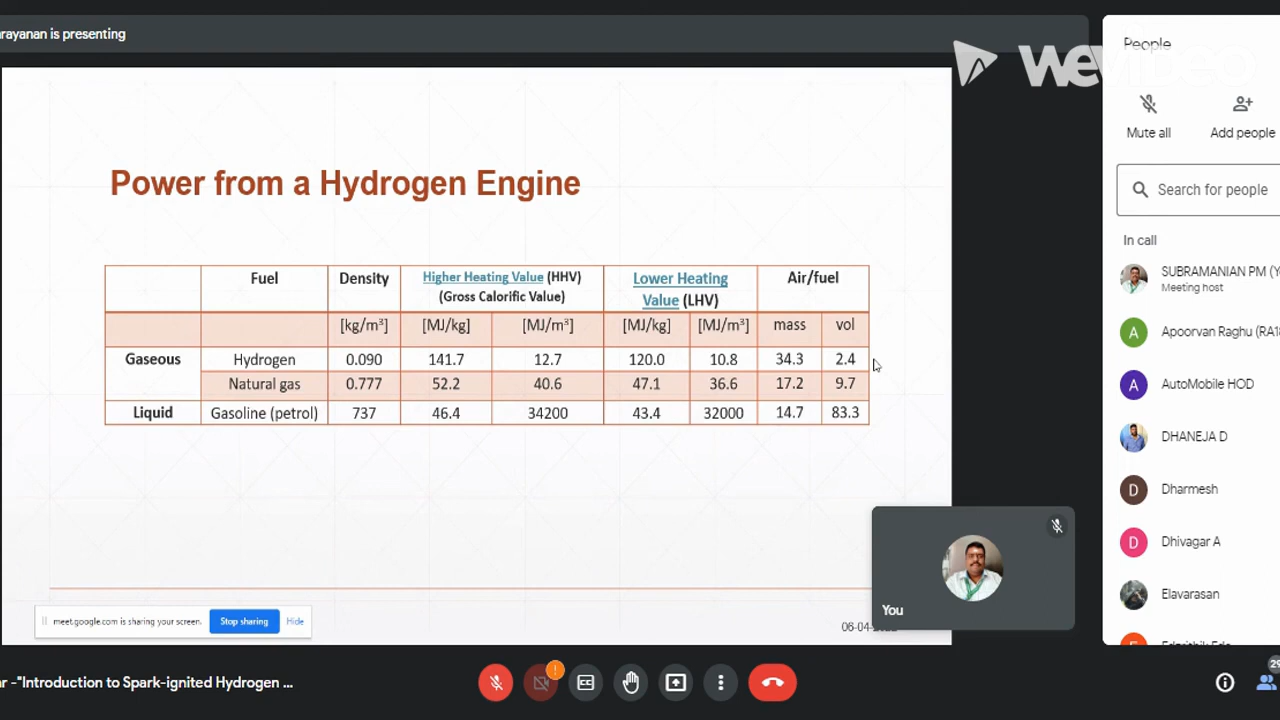 rayanan is presenting
wevideo
People
Mute all
Add people
Search for people
In call
SUBRAMANIAN PM (Y
Meeting host
Apoorvan Raghu (RA18
AutoMobile HOD
DHANEJA D
Dharmesh
Dhivagar A
Elavarasan
Power from a Hydrogen Engine
Fuel Density Higher Heating Value (HHV) (Gross Calorific Value) Lower Heating Value (LHV) Air/fuel
[kg/m³] [MJ/kg] [MJ/m³] [MJ/kg] [MJ/m³] mass vol
Gaseous Hydrogen 0.090 141.7 12.7 120.0 10.8 34.3 2.4
Natural gas 0.777 52.2 40.6 47.1 36.6 17.2 9.7
Liquid Gasoline (petrol) 737 46.4 34200 43.4 32000 14.7 83.3
You
meet.google.com is sharing your screen. Stop sharing Hide
06-04-
ar -"Introduction to Spark-ignited Hydrogen ...
29